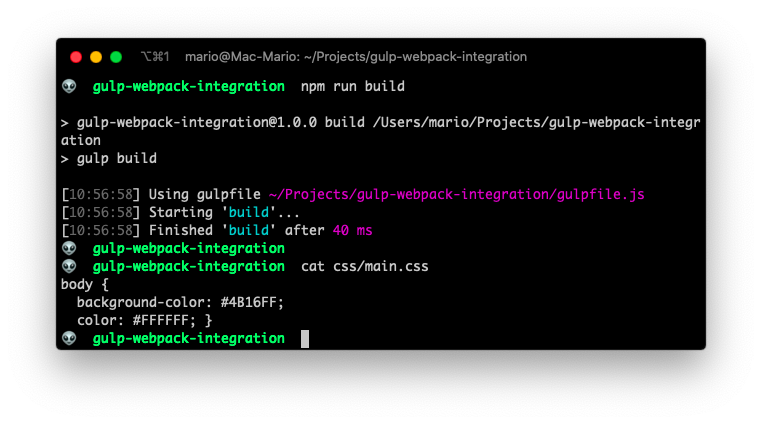 ⌥⌘1 mario@Mac-Mario: ~/Projects/gulp-webpack-integration
👽 gulp-webpack-integration npm run build
> gulp-webpack-integration@1.0.0 build /Users/mario/Projects/gulp-webpack-integr
ation
> gulp build
[10:56:58] Using gulpfile ~/Projects/gulp-webpack-integration/gulpfile.js
[10:56:58] Starting 'build'...
[10:56:58] Finished 'build' after 40 ms
👽 gulp-webpack-integration
👽 gulp-webpack-integration cat css/main.css
body {
  background-color: #4B16FF;
  color: #FFFFFF; }
👽 gulp-webpack-integration